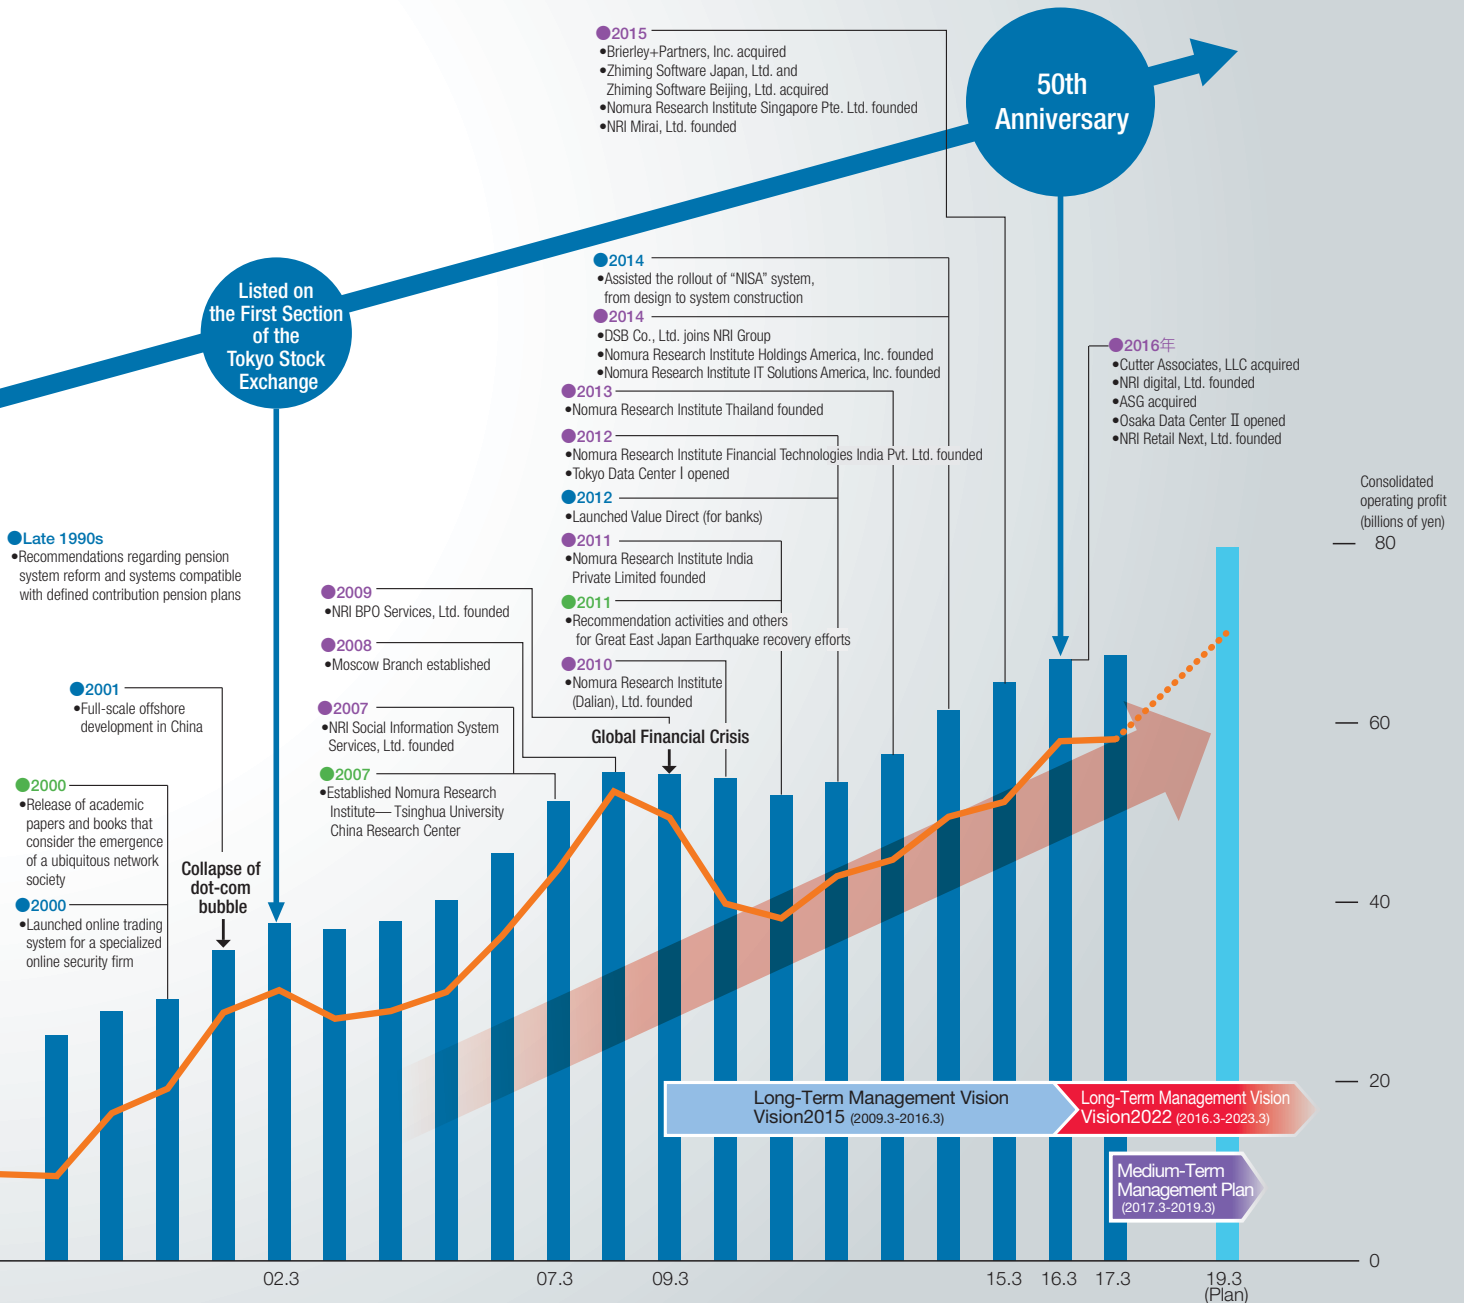 ●2015
•Brierley+Partners, Inc. acquired
•Zhiming Software Japan, Ltd. and
Zhiming Software Beijing, Ltd. acquired
•Nomura Research Institute Singapore Pte. Ltd. founded
•NRI Mirai, Ltd. founded
50th
Anniversary
Listed on
the First Section
of the
Tokyo Stock
Exchange
●2014
•Assisted the rollout of “NISA” system,
from design to system construction
●2014
•DSB Co., Ltd. joins NRI Group
•Nomura Research Institute Holdings America, Inc. founded
•Nomura Research Institute IT Solutions America, Inc. founded
●2013
•Nomura Research Institute Thailand founded
●2012
•Nomura Research Institute Financial Technologies India Pvt. Ltd. founded
•Tokyo Data Center Ⅰ opened
●2012
•Launched Value Direct (for banks)
●2011
•Nomura Research Institute India
Private Limited founded
●2011
•Recommendation activities and others
for Great East Japan Earthquake recovery efforts
●2010
•Nomura Research Institute
(Dalian), Ltd. founded
●2016年
•Cutter Associates, LLC acquired
•NRI digital, Ltd. founded
•ASG acquired
•Osaka Data Center Ⅱ opened
•NRI Retail Next, Ltd. founded
●Late 1990s
•Recommendations regarding pension
system reform and systems compatible
with defined contribution pension plans
●2009
•NRI BPO Services, Ltd. founded
●2008
•Moscow Branch established
●2007
•NRI Social Information System
Services, Ltd. founded
●2007
•Established Nomura Research
Institute— Tsinghua University
China Research Center
●2001
•Full-scale offshore
development in China
●2000
•Release of academic
papers and books that
consider the emergence
of a ubiquitous network
society
●2000
•Launched online trading
system for a specialized
online security firm
Collapse of
dot-com
bubble
Global Financial Crisis
Consolidated
operating profit
(billions of yen)
80
60
40
20
0
Long-Term Management Vision
Vision2015 (2009.3-2016.3)
Long-Term Management Vision
Vision2022 (2016.3-2023.3)
Medium-Term
Management Plan
(2017.3-2019.3)
02.3
07.3
09.3
15.3
16.3
17.3
19.3
(Plan)